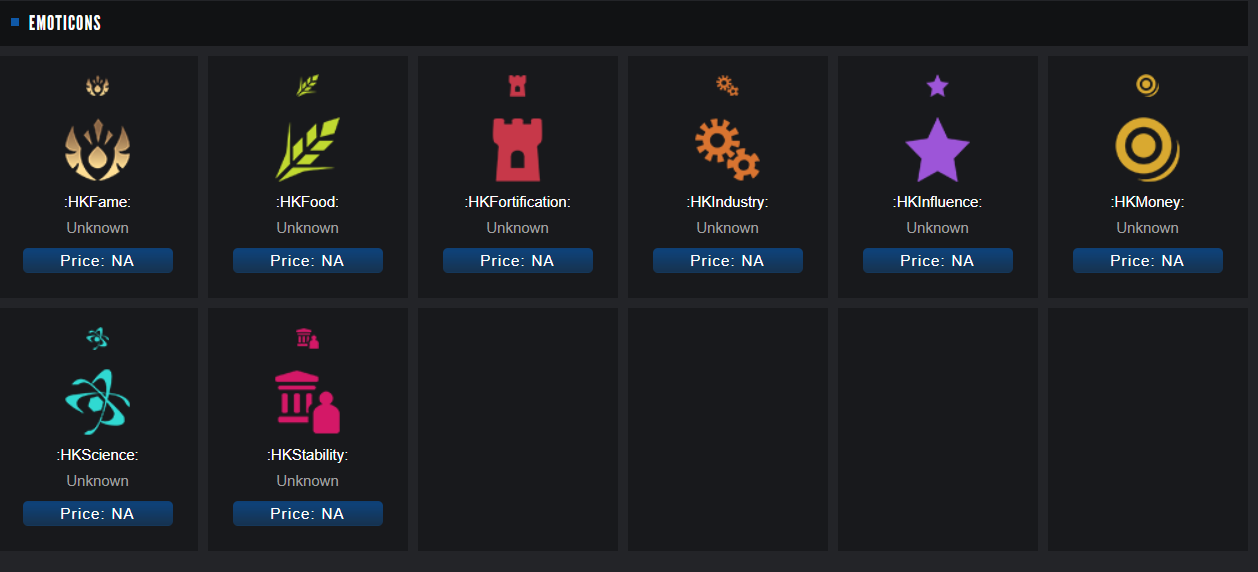 EMOTICONS
:HKFame:
Unknown
Price: NA
:HKFood:
Unknown
Price: NA
:HKFortification:
Unknown
Price: NA
:HKIndustry:
Unknown
Price: NA
:HKInfluence:
Unknown
Price: NA
:HKMoney:
Unknown
Price: NA
:HKScience:
Unknown
Price: NA
:HKStability:
Unknown
Price: NA